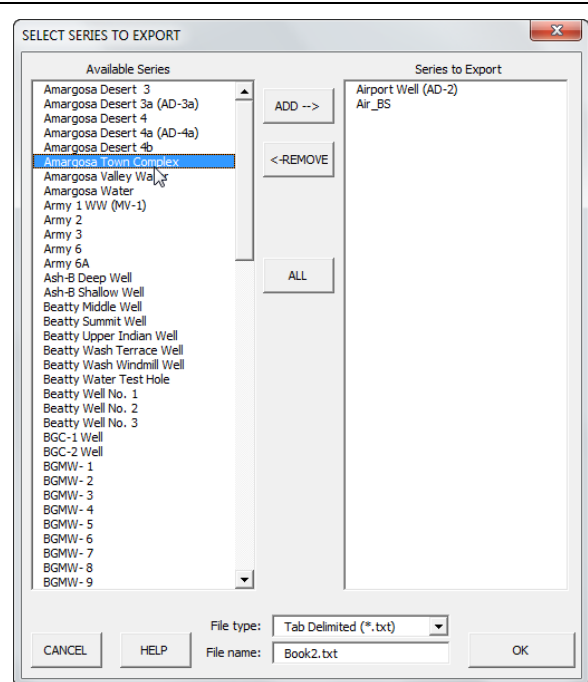 SELECT SERIES TO EXPORT
Available Series
Series to Export
Amargosa Desert 3
Amargosa Desert 3a (AD-3a)
Amargosa Desert 4
Amargosa Desert 4a (AD-4a)
Amargosa Desert 4b
Amargosa Town Complex
Amargosa Valley Water
Amargosa Water
Army 1 WW (MV-1)
Army 2
Army 3
Army 6
Army 6A
Ash-B Deep Well
Ash-B Shallow Well
Beatty Middle Well
Beatty Summit Well
Beatty Upper Indian Well
Beatty Wash Terrace Well
Beatty Wash Windmill Well
Beatty Water Test Hole
Beatty Well No. 1
Beatty Well No. 2
Beatty Well No. 3
BGC-1 Well
BGC-2 Well
BGMW- 1
BGMW- 2
BGMW- 3
BGMW- 4
BGMW- 5
BGMW- 6
BGMW- 7
BGMW- 8
BGMW- 9
ADD -->
<-REMOVE
ALL
Airport Well (AD-2)
Air_BS
File type: Tab Delimited (*.txt)
File name: Book2.txt
CANCEL
HELP
OK